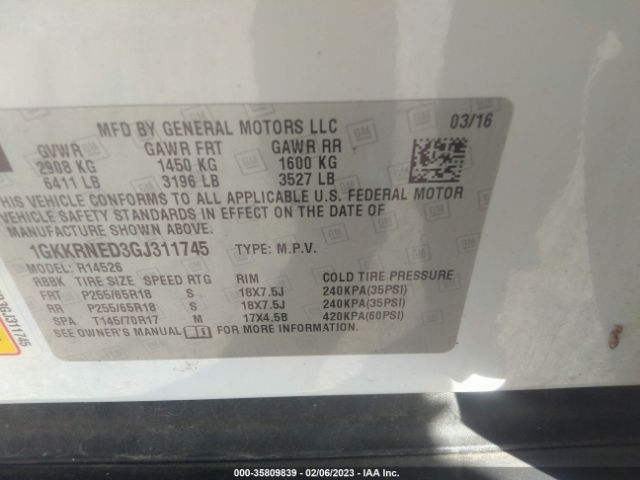 MFD BY GENERAL MOTORS LLC 03/16
GVWR GAWR FRT GAWR RR
2908 KG 1450 KG 1600 KG
6411 LB 3196 LB 3527 LB
THIS VEHICLE CONFORMS TO ALL APPLICABLE U.S. FEDERAL MOTOR
VEHICLE SAFETY STANDARDS IN EFFECT ON THE DATE OF
MANUFACTURE SHOWN ABOVE.
1GKKRNED3GJ311745 TYPE: M.P.V.
MODEL: R14526
RBBK TIRE SIZE SPEED RTG RIM COLD TIRE PRESSURE
FRT P255/65R18 S 18X7.5J 240KPA(35PSI)
RR P255/65R18 S 18X7.5J 240KPA(35PSI)
SPA T145/70R17 M 17X4.5B 420KPA(60PSI)
SEE OWNER'S MANUAL FOR MORE INFORMATION.
D3GJ311745
000-35809839 - 02/06/2023 - IAA Inc.